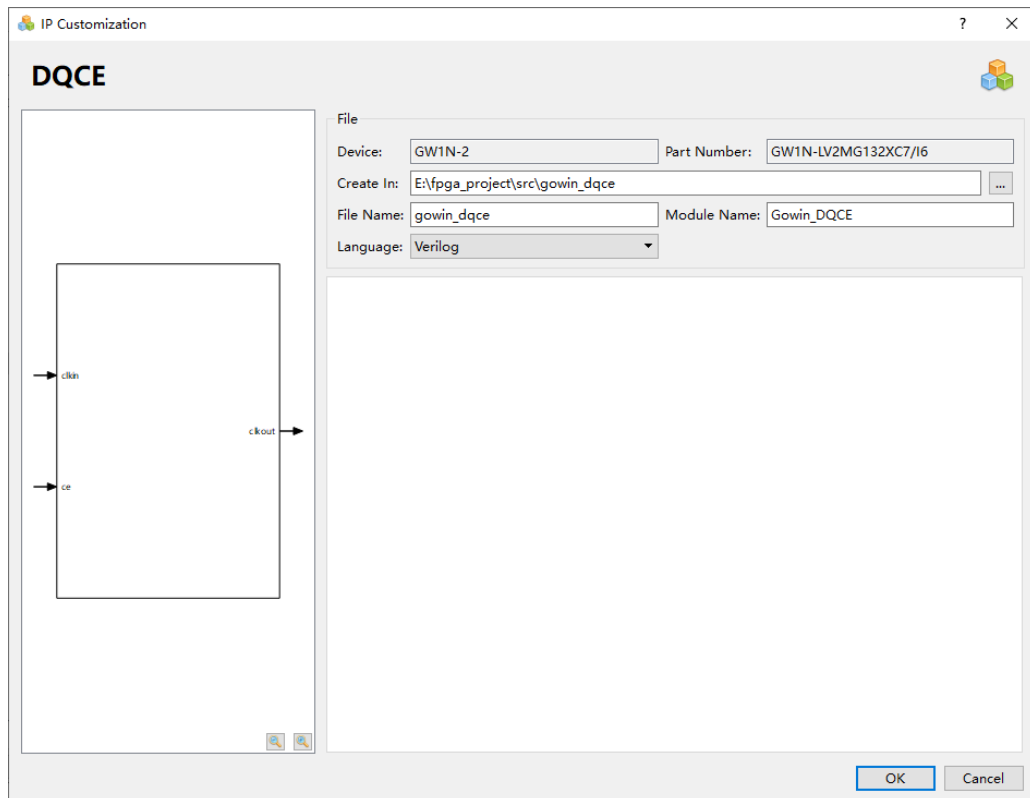 IP Customization
?
DQCE
File
Device: GW1N-2 Part Number: GW1N-LV2MG132XC7/I6
Create In: E:\fpga_project\src\gowin_dqce ...
File Name: gowin_dqce Module Name: Gowin_DQCE
Language: Verilog
clkin
clkout
ce
OK Cancel